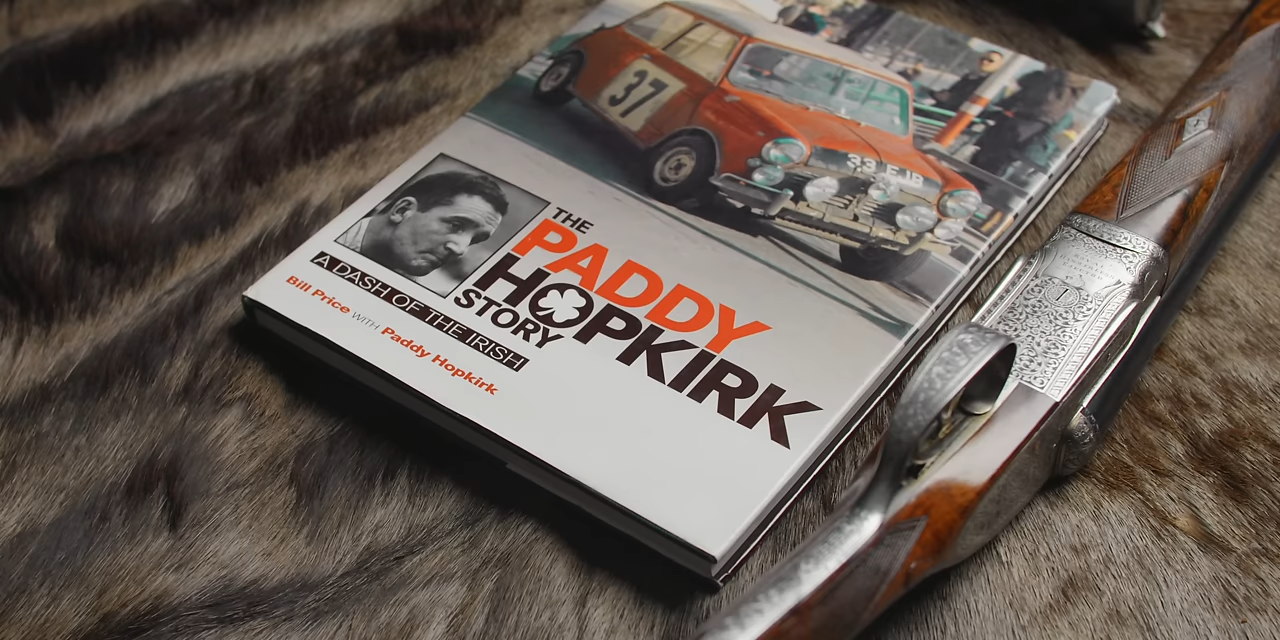 37
33 EJB
THE
PADDY
HOPKIRK
STORY
A DASH OF THE IRISH
Bill Price WITH Paddy Hopkirk